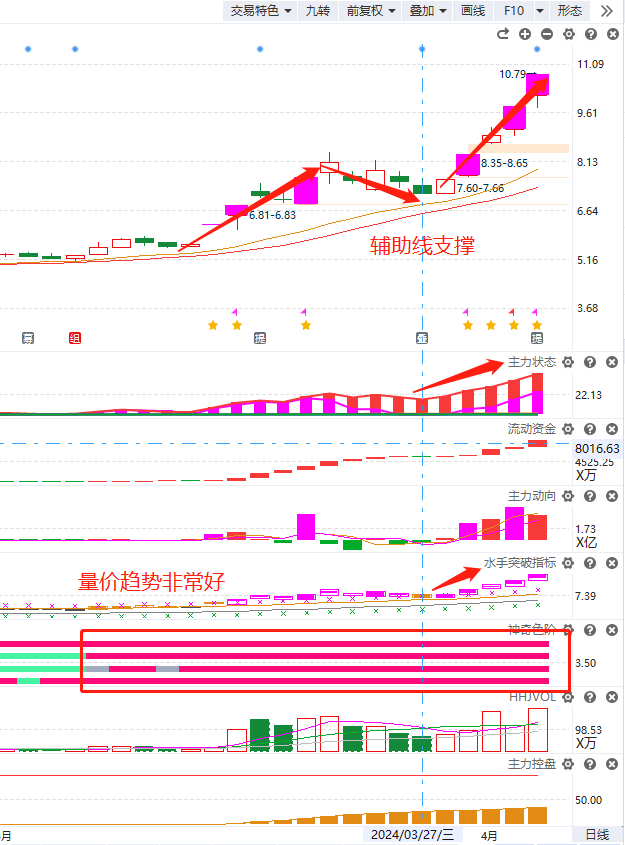 交易特色 九转 前复权 叠加 画线 F10 形态
11.09
10.79
9.61
8.35-8.65
8.13
7.60-7.66
6.81-6.83
6.64
辅助线支撑
5.16
3.68
募 组 提 提
主力状态
22.13
流动资金
8016.63
4525.25
X万
主力动向
1.73
X亿
水手突破指标
量价趋势非常好
7.39
神奇色阶
3.50
HHJVOL
98.53
X万
主力控盘
50.00
月 2024/03/27/三 4月 日线